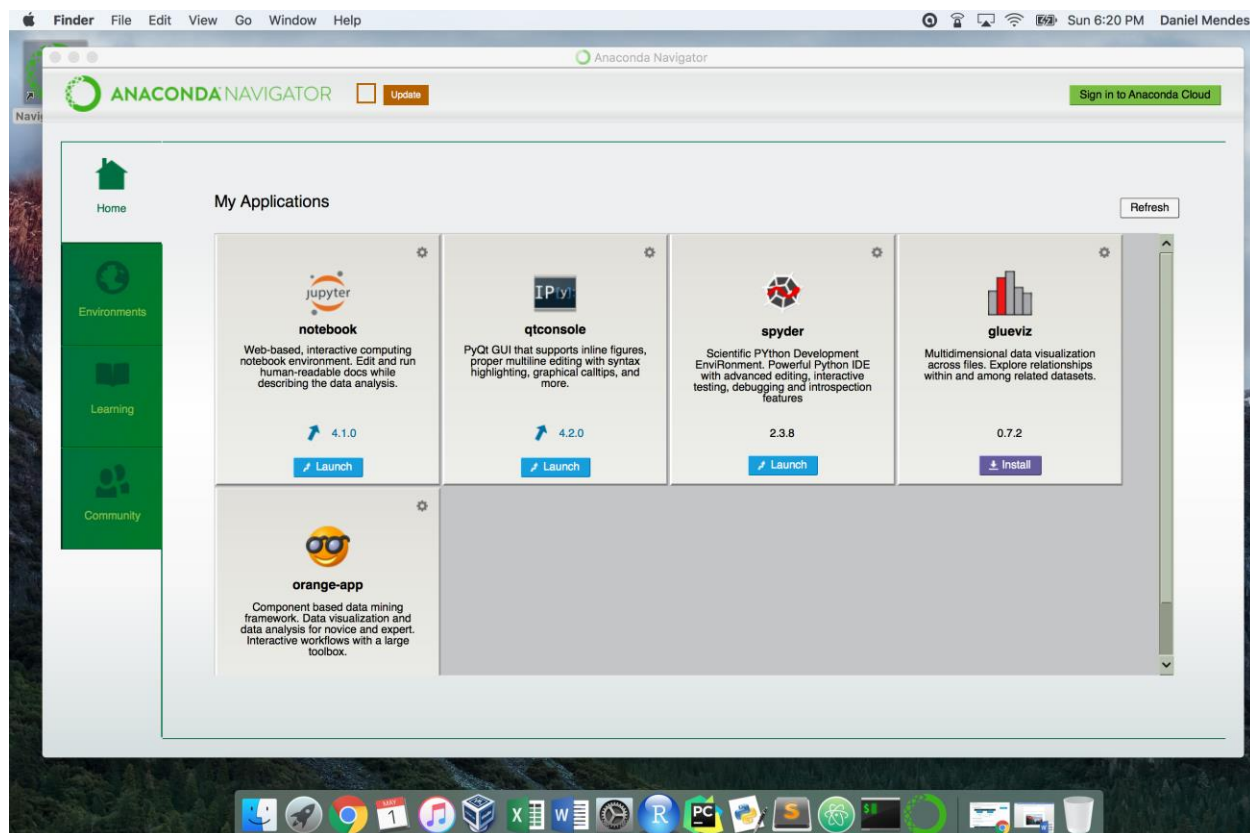 Finder File Edit View Go Window Help
Sun 6:20 PM Daniel Mendes
Anaconda Navigator
ANACONDA NAVIGATOR
Update
Sign in to Anaconda Cloud
Home
Environments
Learning
Community
My Applications
Refresh
jupyter
notebook
Web-based, interactive computing
notebook environment. Edit and run
human-readable docs while
describing the data analysis.
4.1.0
Launch
IP[y]:
qtconsole
PyQt GUI that supports inline figures,
proper multiline editing with syntax
highlighting, graphical calltips, and
more.
4.2.0
Launch
spyder
Scientific PYthon Development
EnviRonment. Powerful Python IDE
with advanced editing, interactive
testing, debugging and introspection
features
2.3.8
Launch
glueviz
Multidimensional data visualization
across files. Explore relationships
within and among related datasets.
0.7.2
Install
orange-app
Component based data mining
framework. Data visualization and
data analysis for novice and expert.
Interactive workflows with a large
toolbox.
MAY
1
X
W
R
PC
S
$